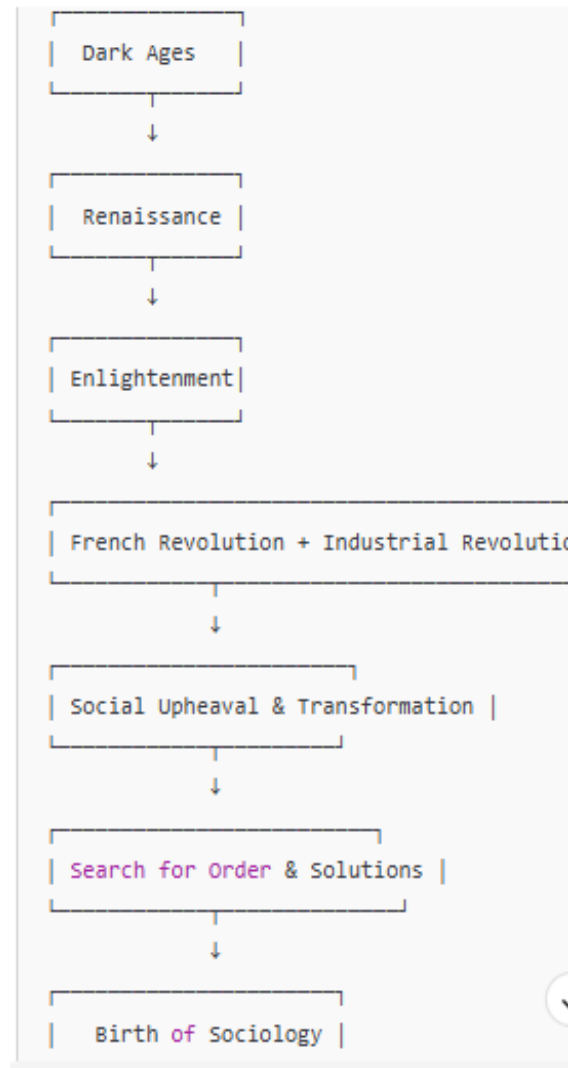 Dark Ages
Renaissance
Enlightenment
French Revolution + Industrial
Social Upheaval & Transformation
Search for Order & Solutions
Birth of Sociology